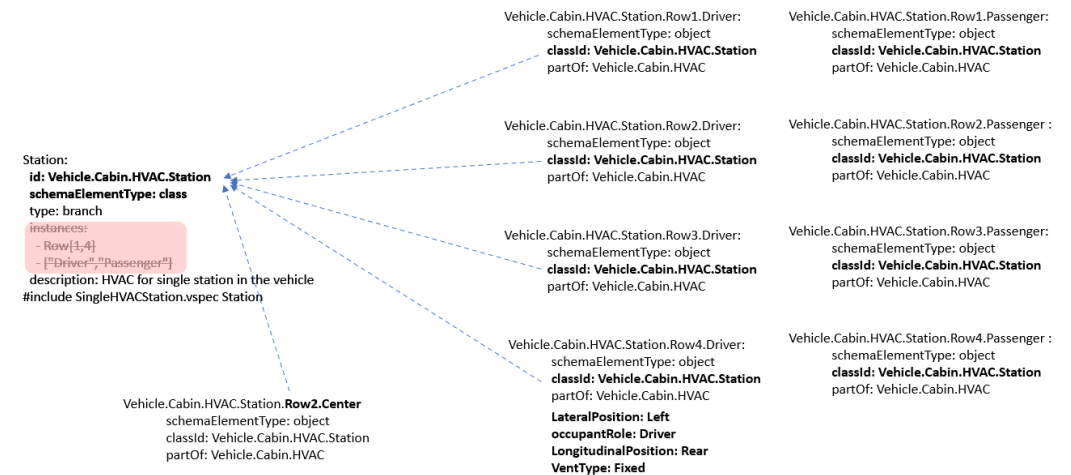 Station:
id: Vehicle.Cabin.HVAC.Station
schemaElementType: class
type: branch
instances:
- Row[1,4]
- ["Driver","Passenger"]
description: HVAC for single station in the vehicle
#include SingleHVACStation.vspec Station
Vehicle.Cabin.HVAC.Station.Row2.Center
schemaElementType: object
classId: Vehicle.Cabin.HVAC.Station
partOf: Vehicle.Cabin.HVAC
Vehicle.Cabin.HVAC.Station.Row1.Driver:
schemaElementType: object
classId: Vehicle.Cabin.HVAC.Station
partOf: Vehicle.Cabin.HVAC
Vehicle.Cabin.HVAC.Station.Row2.Driver:
schemaElementType: object
classId: Vehicle.Cabin.HVAC.Station
partOf: Vehicle.Cabin.HVAC
Vehicle.Cabin.HVAC.Station.Row3.Driver:
schemaElementType: object
classId: Vehicle.Cabin.HVAC.Station
partOf: Vehicle.Cabin.HVAC
Vehicle.Cabin.HVAC.Station.Row4.Driver:
schemaElementType: object
classId: Vehicle.Cabin.HVAC.Station
partOf: Vehicle.Cabin.HVAC
LateralPosition: Left
occupantRole: Driver
LongitudinalPosition: Rear
VentType: Fixed
Vehicle.Cabin.HVAC.Station.Row1.Passenger:
schemaElementType: object
classId: Vehicle.Cabin.HVAC.Station
partOf: Vehicle.Cabin.HVAC
Vehicle.Cabin.HVAC.Station.Row2.Passenger :
schemaElementType: object
classId: Vehicle.Cabin.HVAC.Station
partOf: Vehicle.Cabin.HVAC
Vehicle.Cabin.HVAC.Station.Row3.Passenger:
schemaElementType: object
classId: Vehicle.Cabin.HVAC.Station
partOf: Vehicle.Cabin.HVAC
Vehicle.Cabin.HVAC.Station.Row4.Passenger :
schemaElementType: object
classId: Vehicle.Cabin.HVAC.Station
partOf: Vehicle.Cabin.HVAC